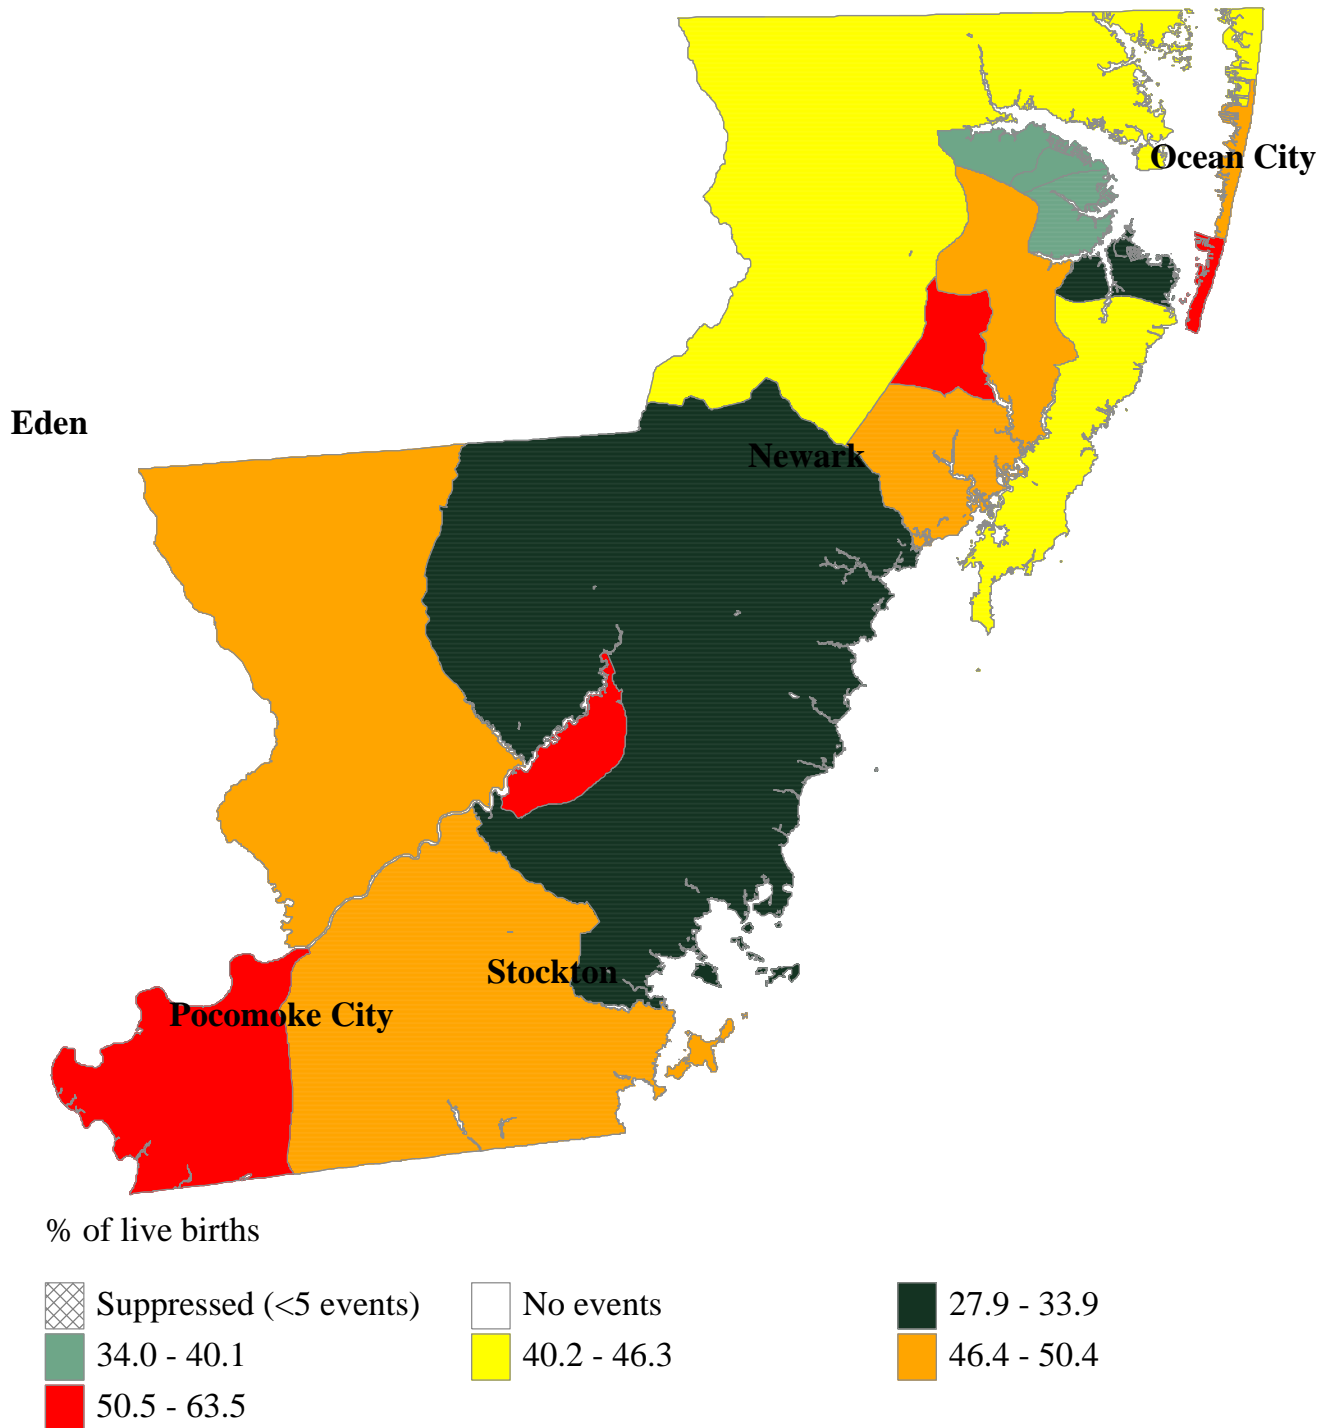 Ocean City
Eden
Newark
Stockton
Pocomoke City
% of live births
Suppressed (<5 events)
No events
27.9 - 33.9
34.0 - 40.1
40.2 - 46.3
46.4 - 50.4
50.5 - 63.5